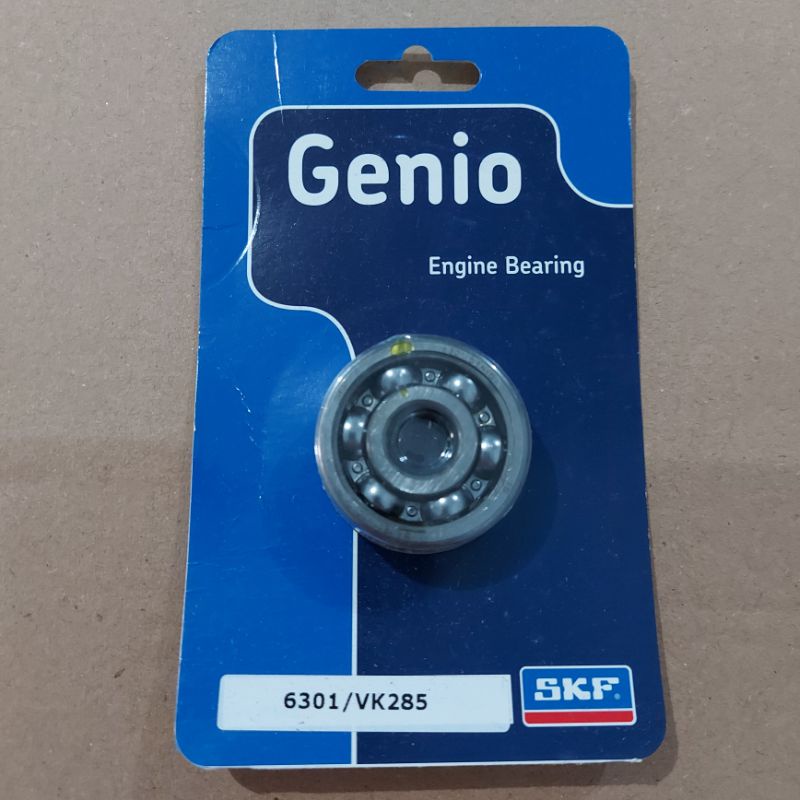 Genio
Engine Bearing
6301/VK285
SKF®